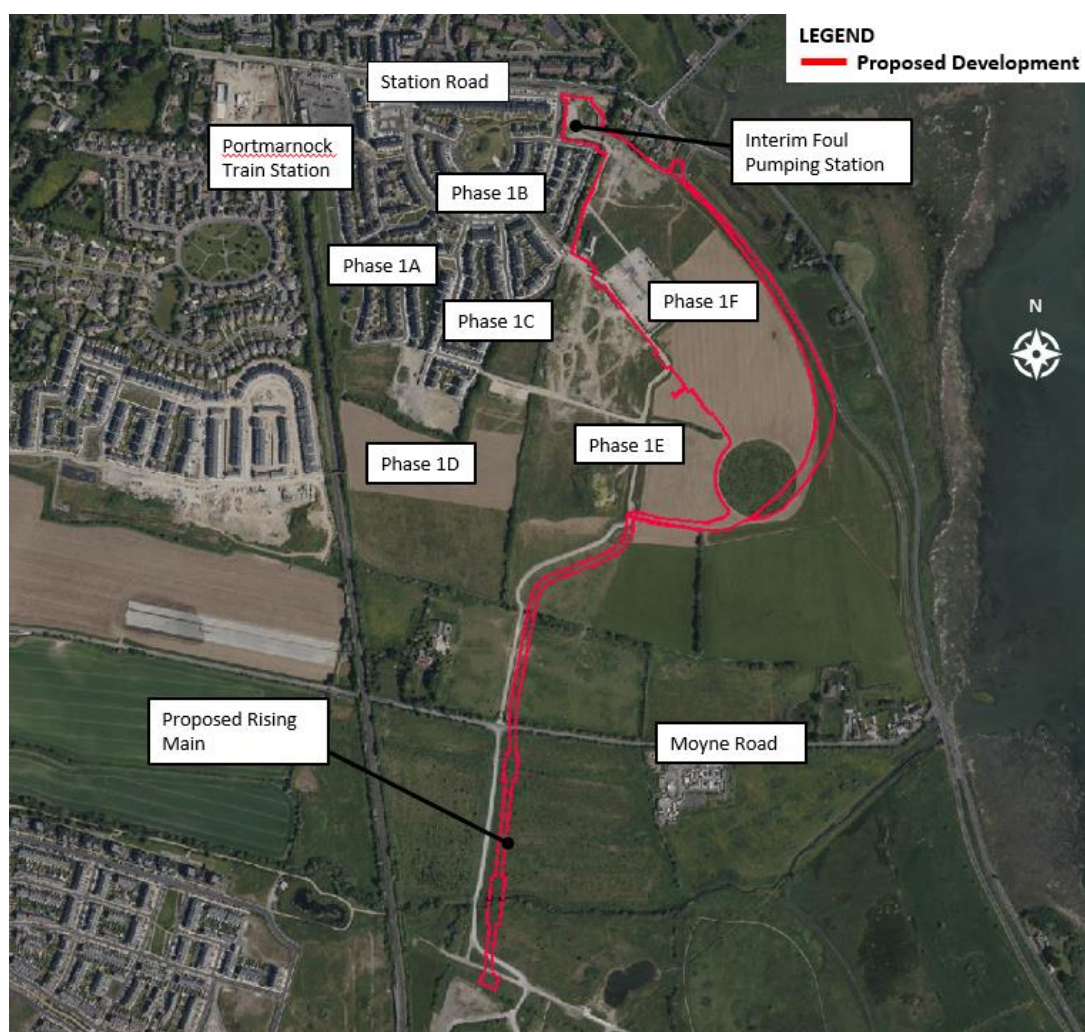 LEGEND
Proposed Development
Station Road
Portmarnock
Train Station
Interim Foul
Pumping Station
Phase 1B
Phase 1A
Phase 1F
N
Phase 1C
Phase 1E
Phase 1D
Proposed Rising
Main
Moyne Road